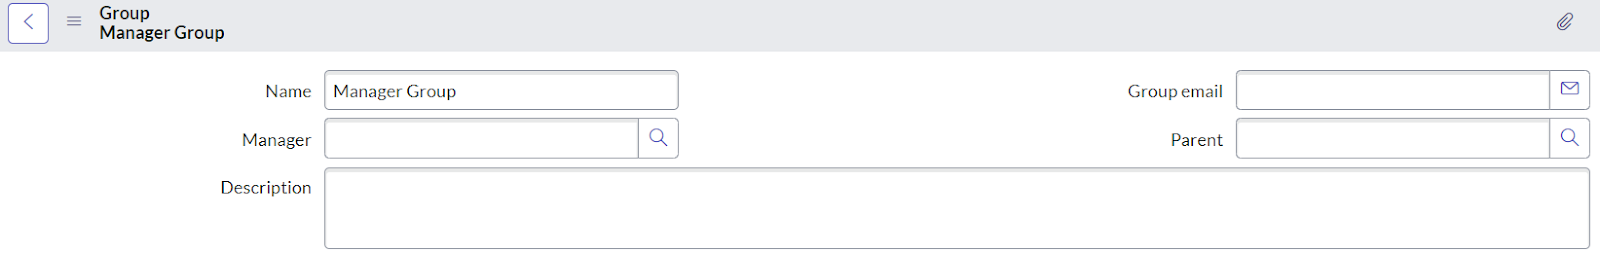 Group
Manager Group
Name Manager Group Group email
Manager Parent
Description